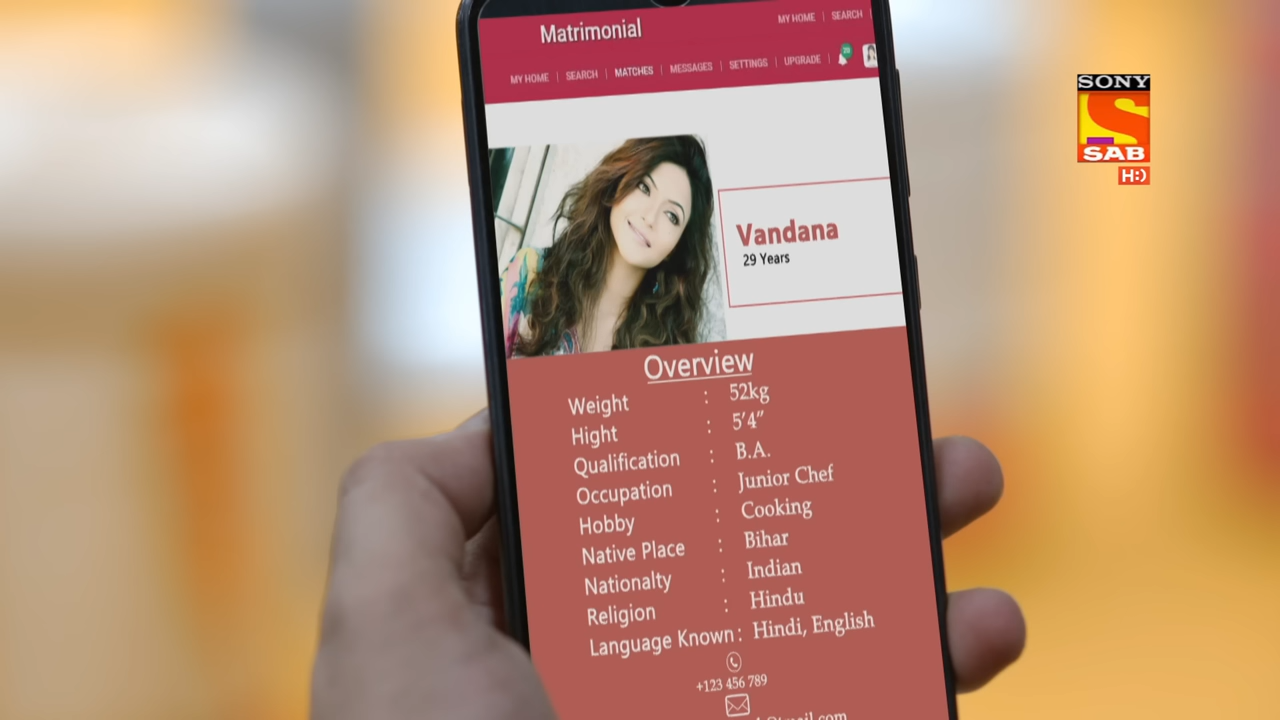 Matrimonial
MY HOME | SEARCH |
MY HOME | SEARCH | MATCHES | MESSAGES | SETTINGS | UPGRADE |
SONY
S
SAB
H:)
Vandana
29 Years
Overview
Weight : 52kg
Hight : 5'4"
Qualification : B.A.
Occupation : Junior Chef
Hobby : Cooking
Native Place : Bihar
Nationalty : Indian
Religion : Hindu
Language Known : Hindi, English
+123 456 789